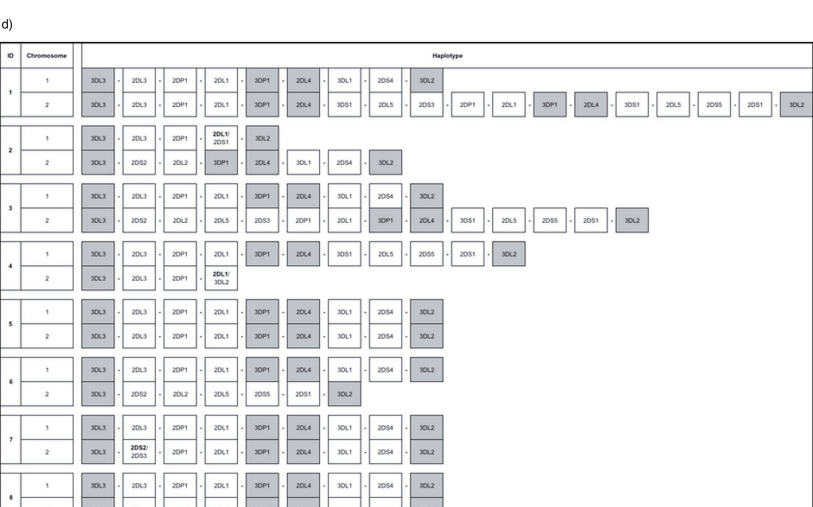 d)
ID Chromosome Haplotype
1
1 3DL3 - 2DL3 - 2DP1 - 2DL1 - 3DP1 - 2DL4 - 3DL1 - 2DS4 - 3DL2
2 3DL3 - 2DL3 - 2DP1 - 2DL1 - 3DP1 - 2DL4 - 3DS1 - 2DL5 - 2DS3 - 2DP1 - 2DL1 - 3DP1 - 2DL4 - 3DS1 - 2DL5 - 2DS5 - 2DS1 - 3DL2
2
1 3DL3 - 2DL3 - 2DP1 - 2DL1/ 2DS1 - 3DL2
2 3DL3 - 2DS2 - 2DL2 - 3DP1 - 2DL4 - 3DL1 - 2DS4 - 3DL2
3
1 3DL3 - 2DL3 - 2DP1 - 2DL1 - 3DP1 - 2DL4 - 3DL1 - 2DS4 - 3DL2
2 3DL3 - 2DS2 - 2DL2 - 2DL5 - 2DS3 - 2DP1 - 2DL1 - 3DP1 - 2DL4 - 3DS1 - 2DL5 - 2DS5 - 2DS1 - 3DL2
4
1 3DL3 - 2DL3 - 2DP1 - 2DL1 - 3DP1 - 2DL4 - 3DS1 - 2DL5 - 2DS5 - 2DS1 - 3DL2
2 3DL3 - 2DL3 - 2DP1 - 2DL1/ 3DL2
5
1 3DL3 - 2DL3 - 2DP1 - 2DL1 - 3DP1 - 2DL4 - 3DL1 - 2DS4 - 3DL2
2 3DL3 - 2DL3 - 2DP1 - 2DL1 - 3DP1 - 2DL4 - 3DL1 - 2DS4 - 3DL2
6
1 3DL3 - 2DL3 - 2DP1 - 2DL1 - 3DP1 - 2DL4 - 3DL1 - 2DS4 - 3DL2
2 3DL3 - 2DS2 - 2DL2 - 2DL5 - 2DS5 - 2DS1 - 3DL2
7
1 3DL3 - 2DL3 - 2DP1 - 2DL1 - 3DP1 - 2DL4 - 3DL1 - 2DS4 - 3DL2
2 3DL3 - 2DS2/ 2DS3 - 2DP1 - 2DL1 - 3DP1 - 2DL4 - 3DL1 - 2DS4 - 3DL2
8
1 3DL3 - 2DL3 - 2DP1 - 2DL1 - 3DP1 - 2DL4 - 3DL1 - 2DS4 - 3DL2